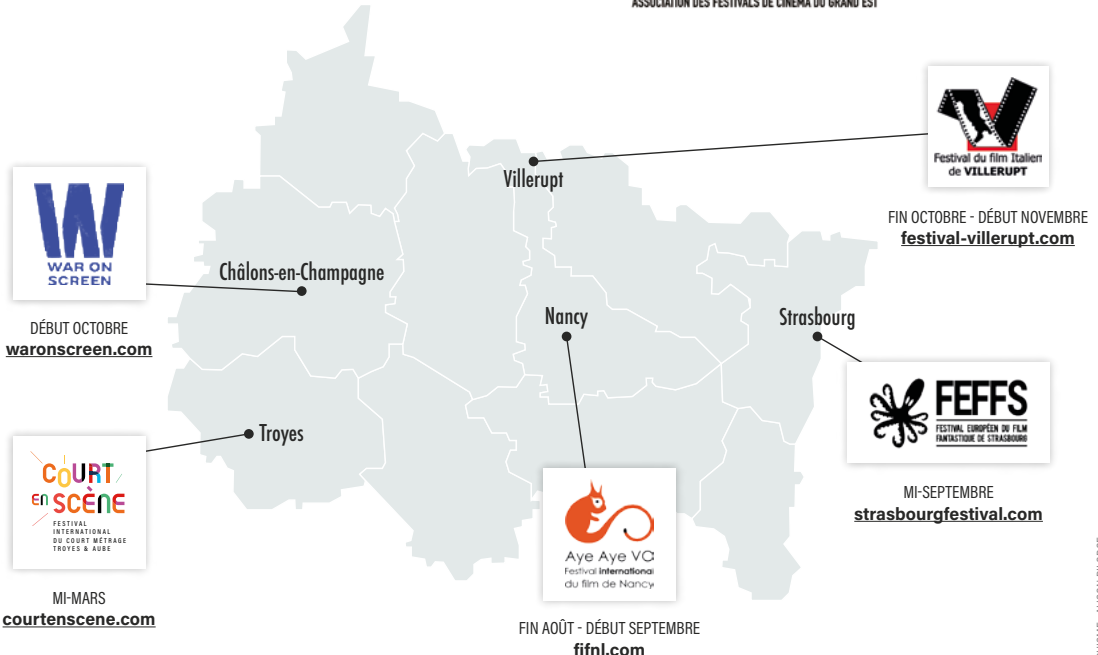 ASSOCIATION DES FESTIVALS DE CINÉMA DU GRAND EST
Festival du film Italien
de VILLERUPT
FIN OCTOBRE - DÉBUT NOVEMBRE
festival-villerupt.com
Villerupt
WAR ON
SCREEN
DÉBUT OCTOBRE
waronscreen.com
Châlons-en-Champagne
Nancy
Strasbourg
FEFFS
FESTIVAL EUROPÉEN DU FILM
FANTASTIQUE DE STRASBOURG
MI-SEPTEMBRE
strasbourgfestival.com
Troyes
COURT
EN SCÈNE
FESTIVAL
INTERNATIONAL
DU COURT MÉTRAGE
TROYES & AUBE
MI-MARS
courtenscene.com
Aye Aye VO
Festival international
du film de Nancy
FIN AOÛT - DÉBUT SEPTEMBRE
fifnl.com